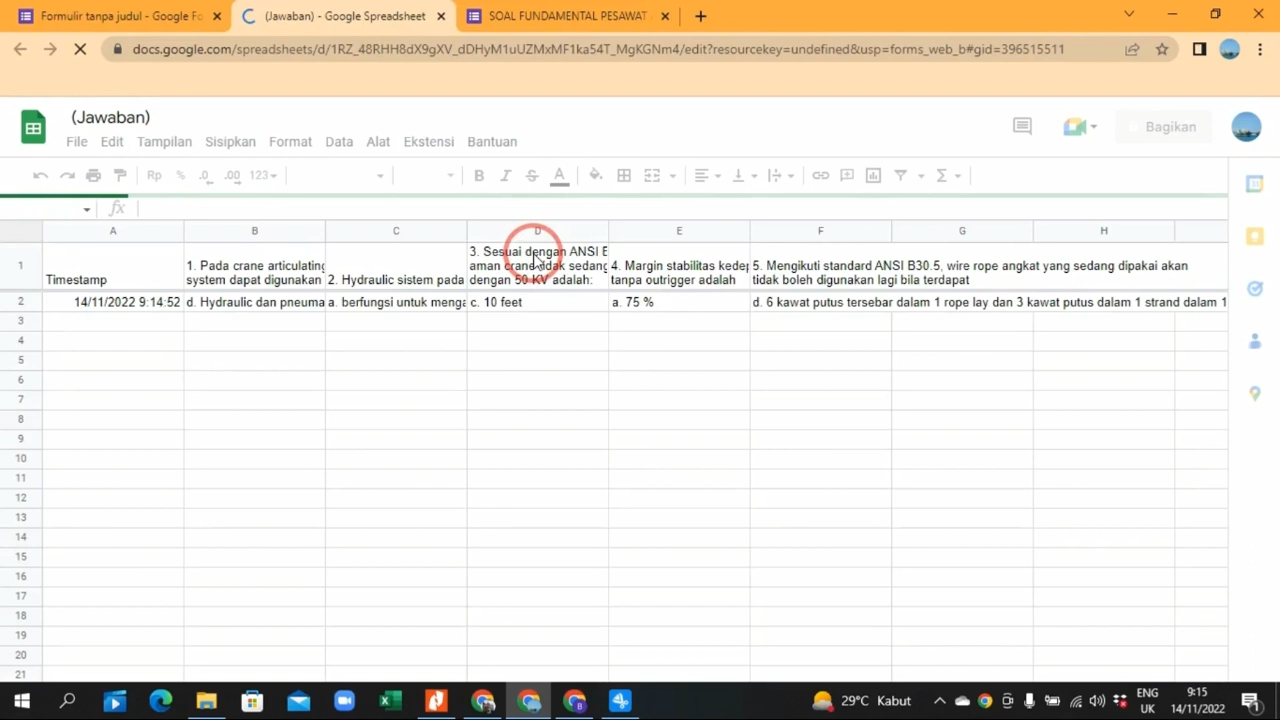 Formulir tanpa judul - Google Fo
(Jawaban) - Google Spreadsheet
SOAL FUNDAMENTAL PESAWAT
docs.google.com/spreadsheets/d/1RZ_48RHH8dX9gXV_dDHyM1uUZMxMF1ka54T_MgKGNm4/edit?resourcekey=undefined&usp=forms_web_b#gid=396515511
(Jawaban)
File Edit Tampilan Sisipkan Format Data Alat Ekstensi Bantuan
Bagikan
Rp % .0 .00 123
B I S A
fx
A B C D E F G H
1
Timestamp
1. Pada crane articulating
system dapat digunakan
2. Hydraulic sistem pada
3. Sesuai dengan ANSI B
aman crane tidak sedang
dengan 50 KV adalah:
4. Margin stabilitas kedep
tanpa outrigger adalah
5. Mengikuti standard ANSI B30.5, wire rope angkat yang sedang dipakai akan
tidak boleh digunakan lagi bila terdapat
2 14/11/2022 9:14:52 d. Hydraulic dan pneuma a. berfungsi untuk menga c. 10 feet a. 75 % d. 6 kawat putus tersebar dalam 1 rope lay dan 3 kawat putus dalam 1 strand dalam 1
3
4
5
6
7
8
9
10
11
12
13
14
15
16
17
18
19
20
21
29°C Kabut
ENG
UK
9:15
14/11/2022